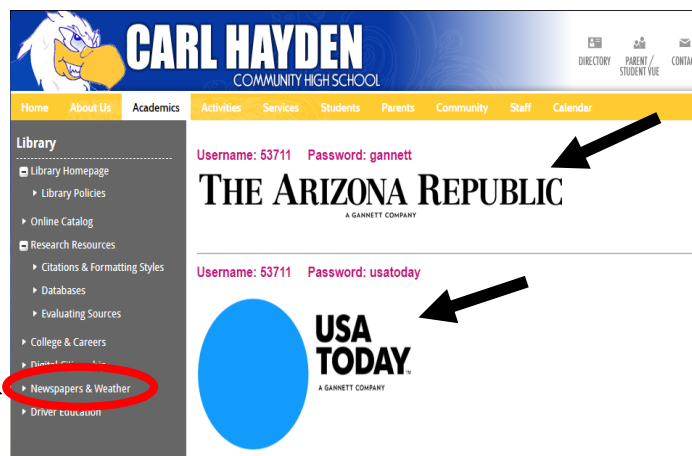 CARL HAYDEN
COMMUNITY HIGH SCHOOL
DIRECTORY
PARENT /
STUDENT VUE
Home About Us Academics Activities Services Students Parents Community Staff Calendar
Library
Library Homepage
Library Policies
Online Catalog
Research Resources
Citations & Formatting Styles
Databases
Evaluating Sources
College & Careers
Newspapers & Weather
Driver Education
Username: 53711 Password: gannett
THE ARIZONA REPUBLIC
A GANNETT COMPANY
Username: 53711 Password: usatoday
USA
TODAY
A GANNETT COMPANY